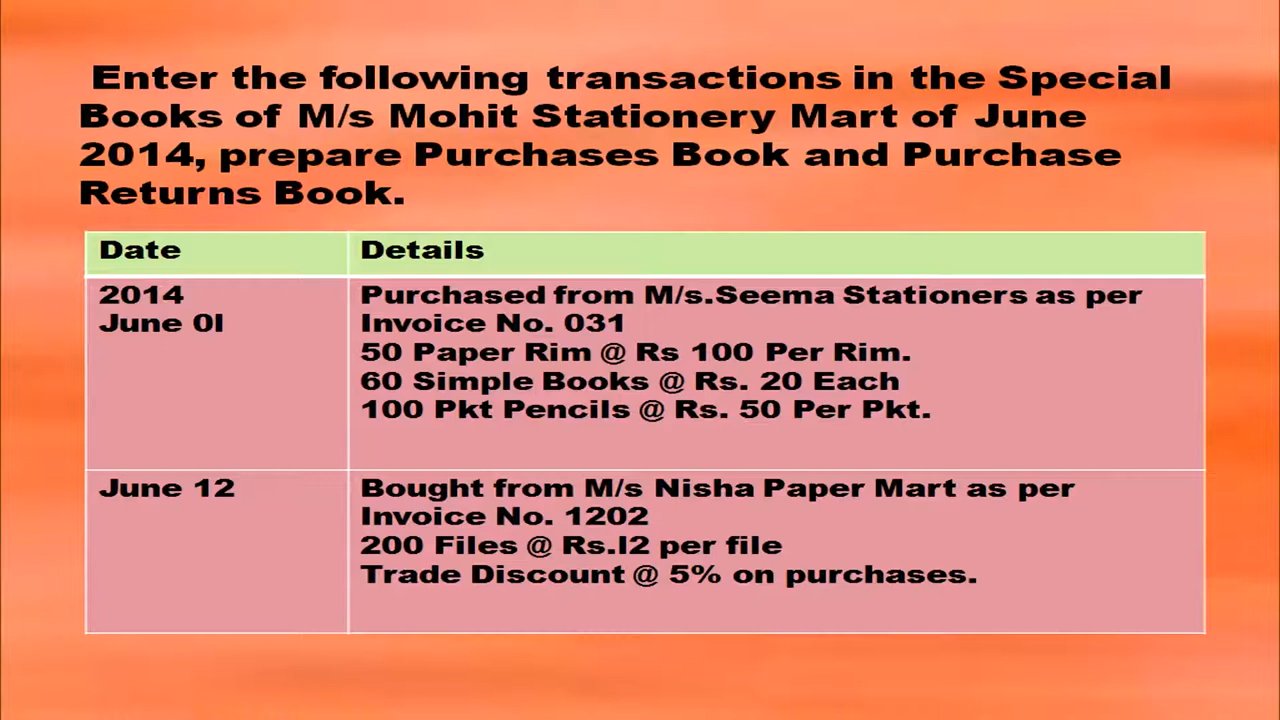 Enter the following transactions in the Special
Books of M/s Mohit Stationery Mart of June
2014, prepare Purchases Book and Purchase
Returns Book.
Date Details
2014
June 0I
Purchased from M/s.Seema Stationers as per
Invoice No. 031
50 Paper Rim @ Rs 100 Per Rim.
60 Simple Books @ Rs. 20 Each
100 Pkt Pencils @ Rs. 50 Per Pkt.
June 12
Bought from M/s Nisha Paper Mart as per
Invoice No. 1202
200 Files @ Rs.I2 per file
Trade Discount @ 5% on purchases.